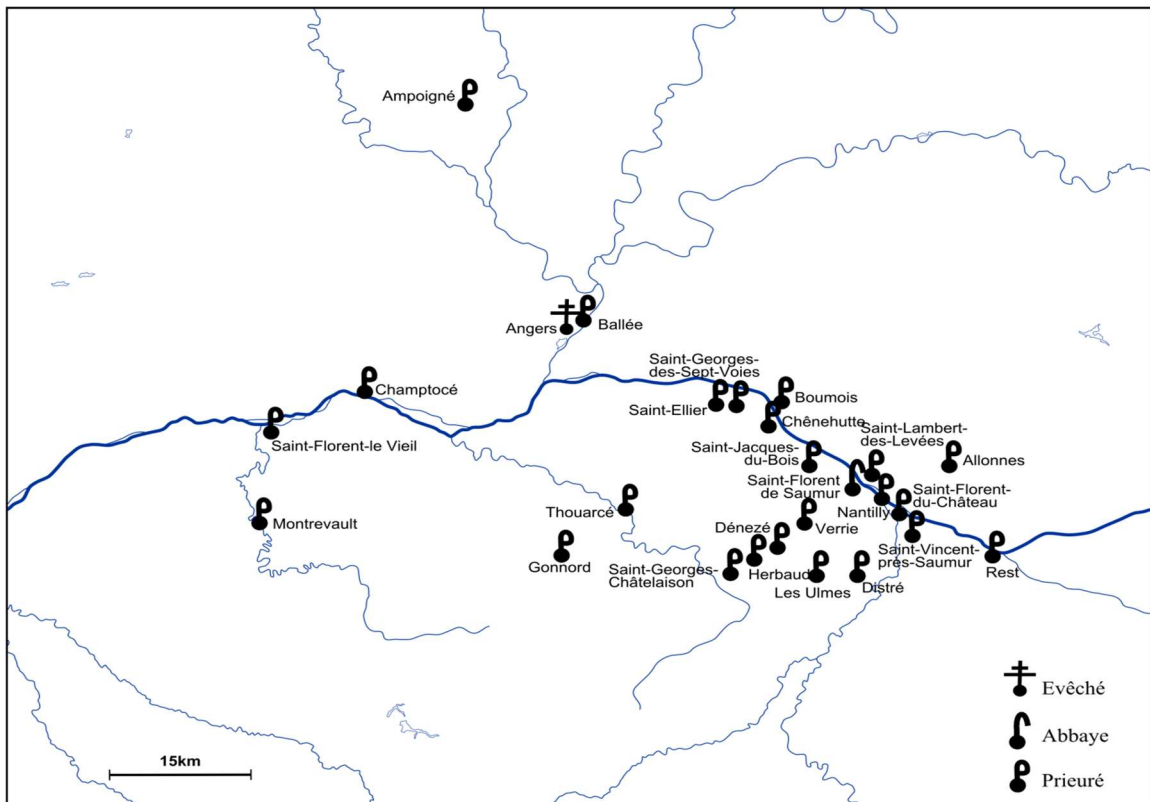 Ampoigné
Angers
Ballée
Saint-Georges-
des-Sept-Voies
Champtocé
Boumois
Saint-Ellier
Chênehutte
Saint-Lambert-
des-Levées
Saint-Florent-le Vieil
Saint-Jacques-
du-Bois
Allonnes
Saint-Florent
de Saumur
Saint-Florent-
du-Château
Nantilly
Thouarcé
Montrevault
Dénezé
Verrie
Saint-Vincent-
près-Saumur
Gonnord
Saint-Georges-
Châtelaison
Herbaud
Rest
Les Ulmes
Distré
Evêché
Abbaye
15km
Prieuré